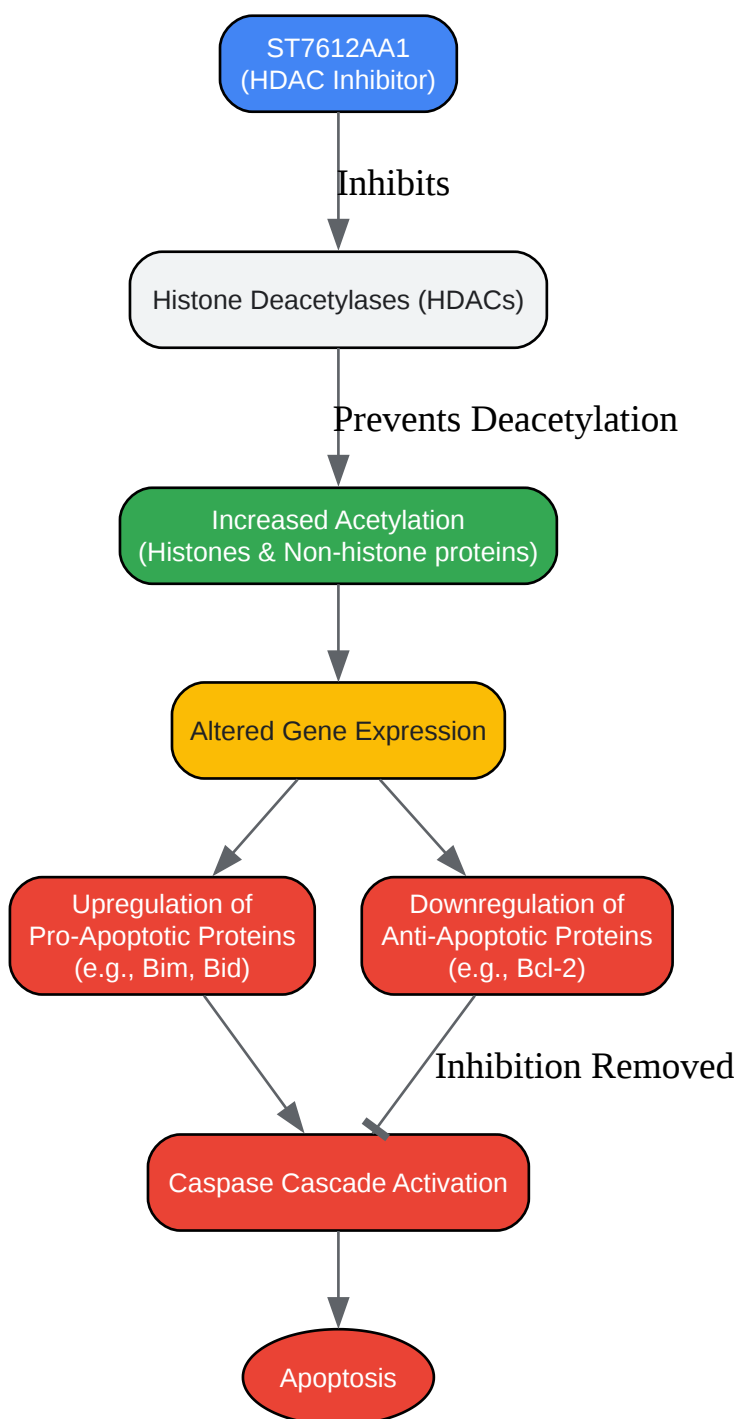 ST7612AA1
(HDAC Inhibitor)
Inhibits
Histone Deacetylases (HDACs)
Prevents Deacetylation
Increased Acetylation
(Histones & Non-histone proteins)
Altered Gene Expression
Upregulation of
Pro-Apoptotic Proteins
(e.g., Bim, Bid)
Downregulation of
Anti-Apoptotic Proteins
(e.g., Bcl-2)
Inhibition Removed
Caspase Cascade Activation
Apoptosis